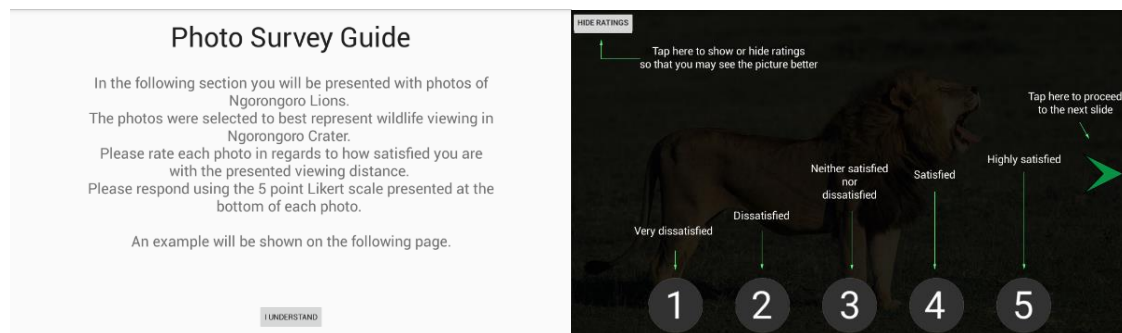 Photo Survey Guide
In the following section you will be presented with photos of
Ngorongoro Lions.
The photos were selected to best represent wildlife viewing in
Ngorongoro Crater.
Please rate each photo in regards to how satisfied you are
with the presented viewing distance.
Please respond using the 5 point Likert scale presented at the
bottom of each photo.
An example will be shown on the following page.
I UNDERSTAND
HIDE RATINGS
Tap here to show or hide ratings
so that you may see the picture better
Tap here to proceed
to the next slide
Very dissatisfied
Dissatisfied
Neither satisfied
nor
dissatisfied
Satisfied
Highly satisfied
1 2 3 4 5